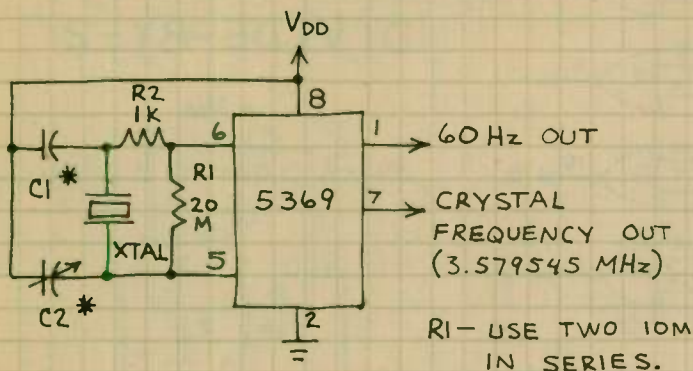 VDD
R2
1K
8
6
1
60 Hz OUT
C1 *
R1
20
M
5369
7
CRYSTAL
FREQUENCY OUT
(3.579545 MHz)
XTAL
5
C2 *
2
R1 - USE TWO 10M
IN SERIES.